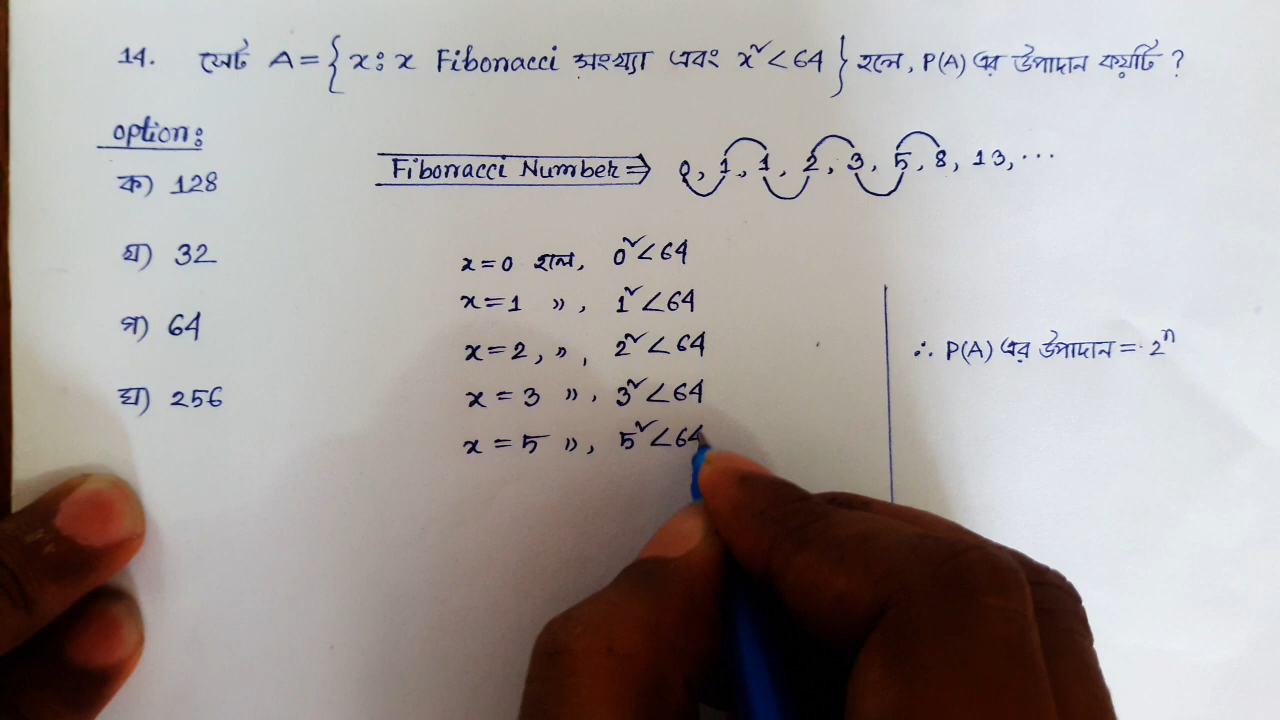 14. সেট A = {x : x Fibonacci সংখ্যা এবং x² < 64} হলে, P(A) এর উপাদান কয়টি ?
option :
Fibonacci Number ⇒ 0, 1, 1, 2, 3, 5, 8, 13, ...
ক) 128
খ) 32
গ) 64
ঘ) 256
x = 0 হলে, 0² < 64
x = 1 ", 1² < 64
x = 2, ", 2² < 64
x = 3 ", 3² < 64
x = 5 ", 5² < 64
∴ P(A) এর উপাদান = 2ⁿ